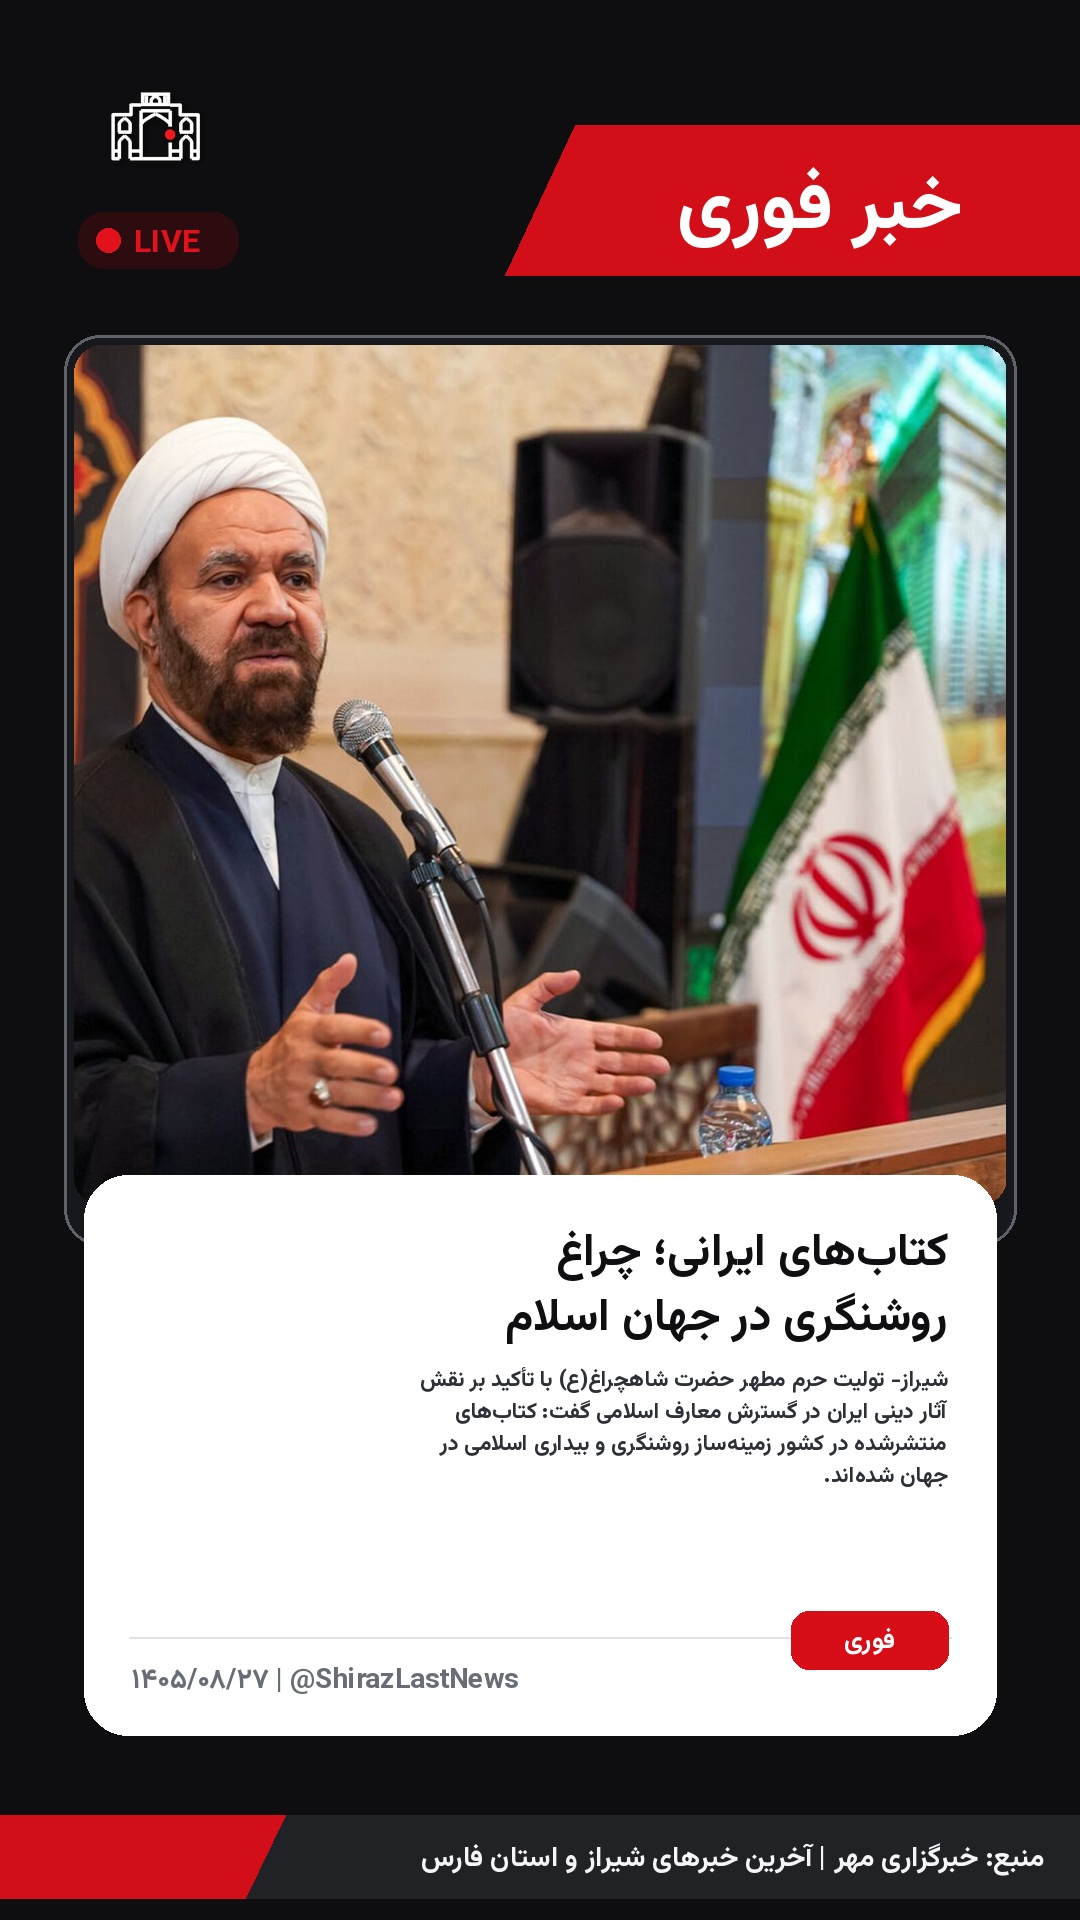 خبر فوری
LIVE
کتاب‌های ایرانی؛ چراغ
روشنگری در جهان اسلام
شیراز- تولیت حرم مطهر حضرت شاهچراغ(ع) با تأکید بر نقش
آثار دینی ایران در گسترش معارف اسلامی گفت: کتاب‌های
منتشرشده در کشور زمینه‌ساز روشنگری و بیداری اسلامی در
جهان شده‌اند.
فوری
۱۴۰۵/۰۸/۲۷ | @ShirazLastNews
منبع: خبرگزاری مهر | آخرین خبرهای شیراز و استان فارس